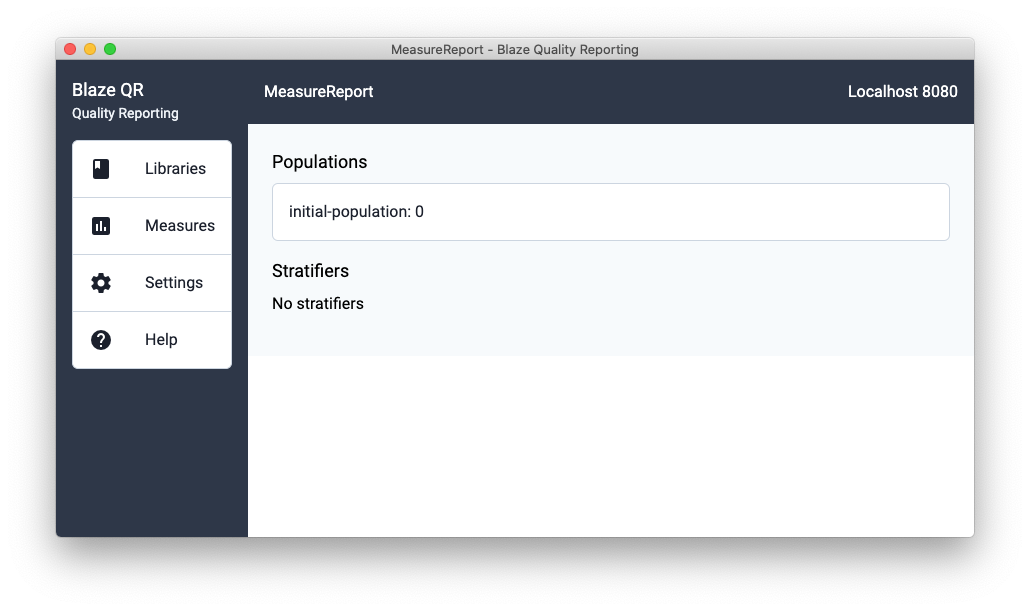 MeasureReport - Blaze Quality Reporting
Blaze QR
Quality Reporting
MeasureReport
Localhost 8080
Libraries
Measures
Settings
Help
Populations
initial-population: 0
Stratifiers
No stratifiers